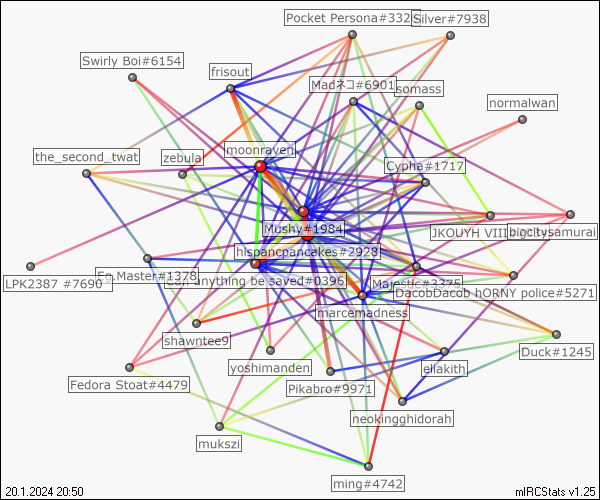 Pocket Persona#332
Silver#7938
Swirly Boi#6154
frisout
Madネコ#6901
somass
normalwan
the_second_twat
zebula
moonraven
Cypha#1717
Mushy#1984
JKOUYH VIII
bigcitysamurai
hispancpancakes#2928
LPK2387 #7690
Fg Master#1378
Can anything be saved#0396
Majestic#3375
DacobDacob hORNY police#5271
marcemadness
shawntee9
Duck#1245
yoshimanden
ellakith
Fedora Stoat#4479
Pikabro#9971
neokingghidorah
mukszi
ming#4742
20.1.2024 20:50
mIRCStats v1.25